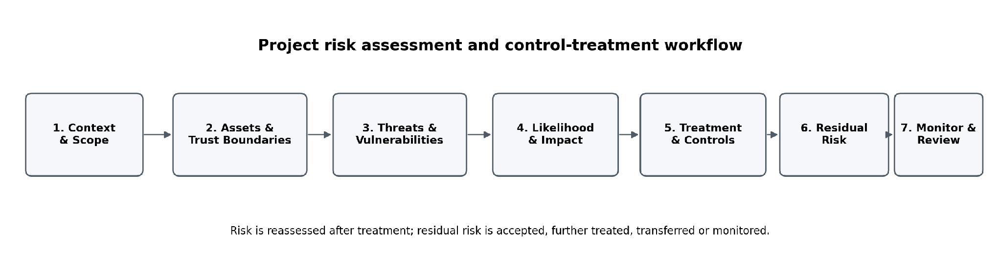 Project risk assessment and control-treatment workflow
1. Context
& Scope
2. Assets &
Trust Boundaries
3. Threats &
Vulnerabilities
4. Likelihood
& Impact
5. Treatment
& Controls
6. Residual
Risk
7. Monitor &
Review
Risk is reassessed after treatment; residual risk is accepted, further treated, transferred or monitored.